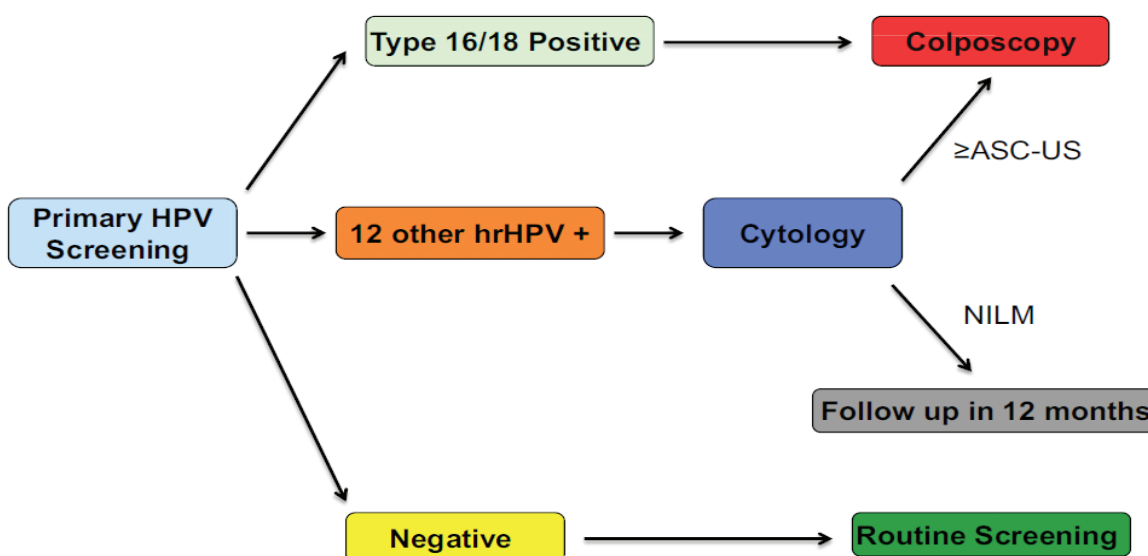 Type 16/18 Positive
Colposcopy
≥ASC-US
Primary HPV
Screening
12 other hrHPV +
Cytology
NILM
Follow up in 12 months
Negative
Routine Screening